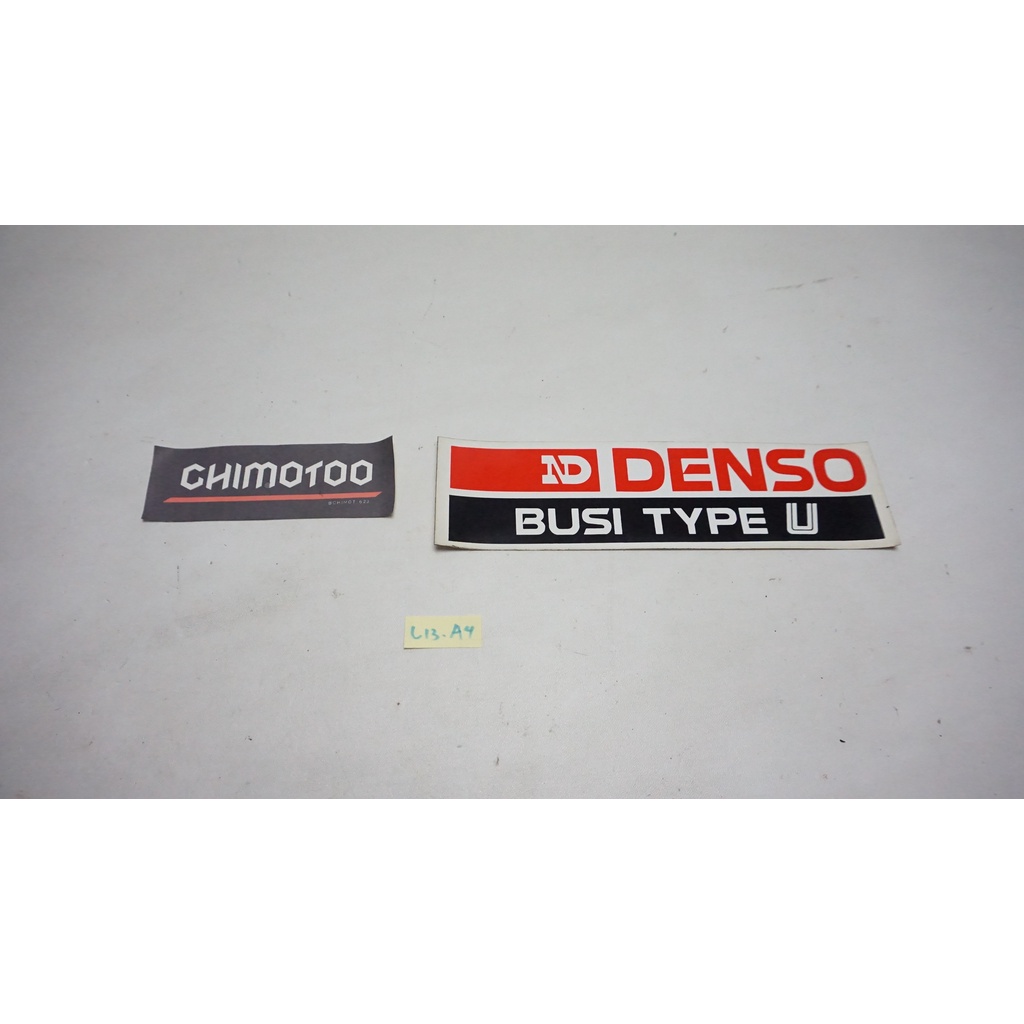 CHIMOTOO
ND DENSO
BUSI TYPE U
L13.A4